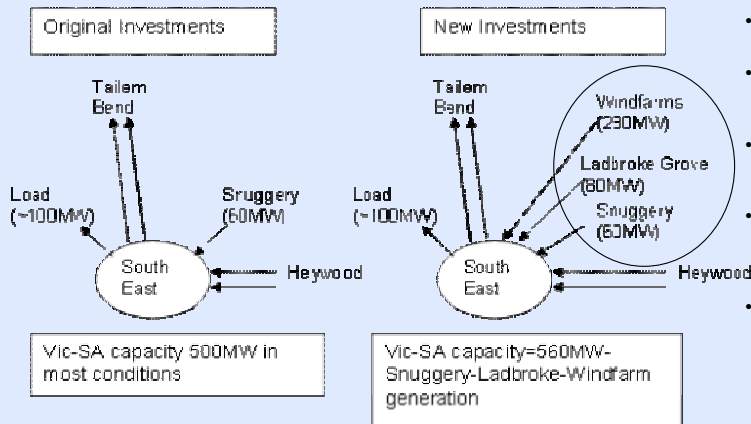 Original Investments
Tailem
Bend
Load
(~100MW)
Snuggery
(60MW)
South
East
Heywood
Vic-SA capacity 500MW in
most conditions
New Investments
Tailem
Bend
Windfarms
(290MW)
Ladbroke Grove
(80MW)
Load
(~100MW)
Snuggery
(60MW)
South
East
Heywood
Vic-SA capacity=560MW-
Snuggery-Ladbroke-Windfarm
generation